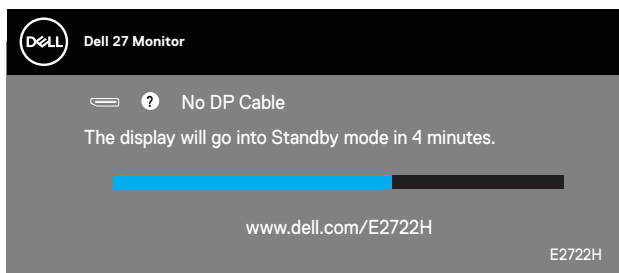 DELL
Dell 27 Monitor
? No DP Cable
The display will go into Standby mode in 4 minutes.
www.dell.com/E2722H
E2722H